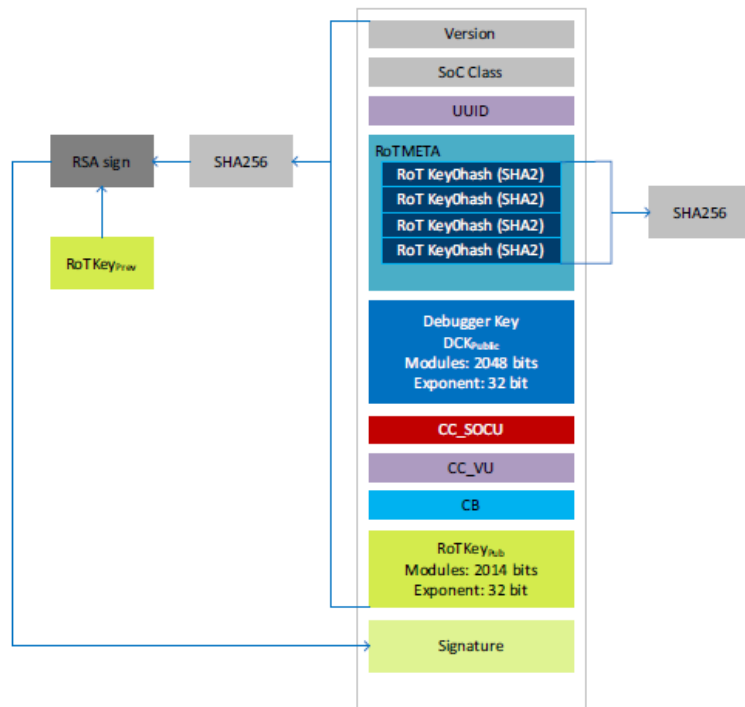 Version
SoC Class
UUID
RoTMETA
RoT Key0hash (SHA2)
RoT Key0hash (SHA2)
RoT Key0hash (SHA2)
RoT Key0hash (SHA2)
SHA256
RSA sign
SHA256
RoTKeyPrev
Debugger Key
DCKPublic
Modules: 2048 bits
Exponent: 32 bit
CC_SOCU
CC_VU
CB
RoTKeyPub
Modules: 2014 bits
Exponent: 32 bit
Signature